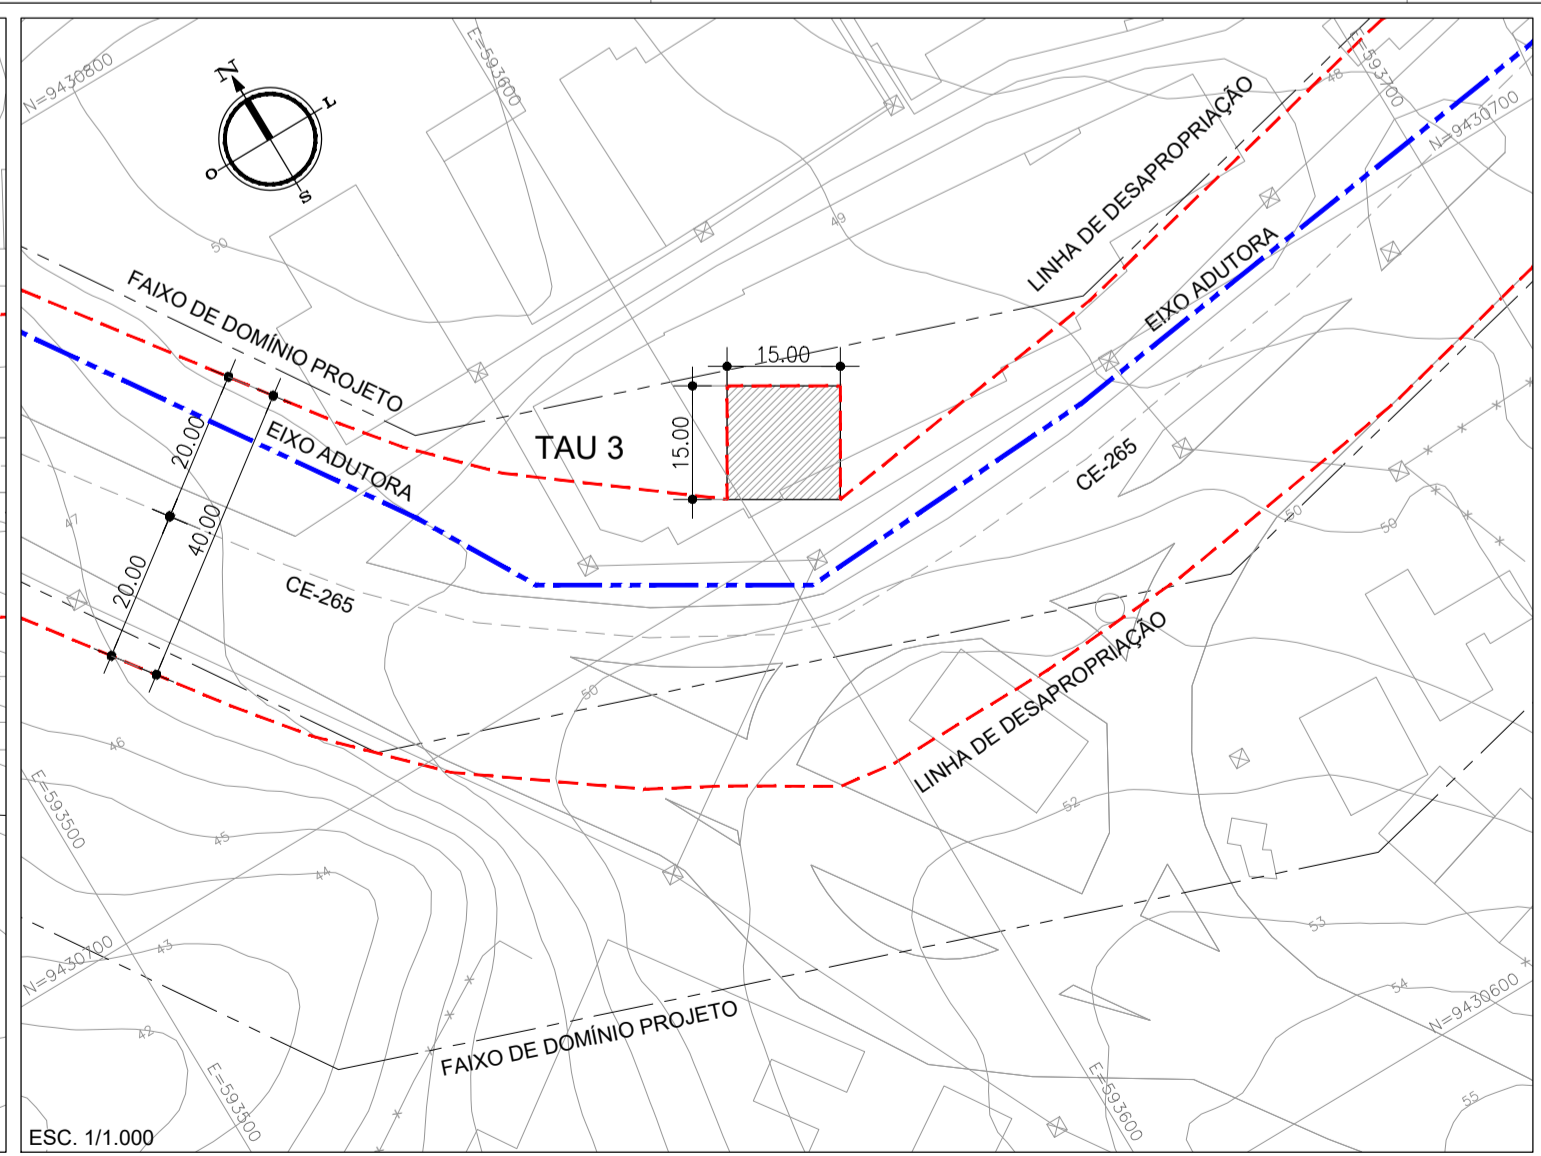 N=9430800
E=593600
E=593700
N
L
O
S
48
N=9430700
50
49
LINHA DE DESAPROPRIAÇÃO
FAIXO DE DOMÍNIO PROJETO
EIXO ADUTORA
15.00
20.00
EIXO ADUTORA
TAU 3
15.00
CE-265
47
40.00
50
50
20.00
CE-265
50
LINHA DE DESAPROPRIAÇÃO
46
E=593500
45
52
44
43
N=9430700
53
54
N=9430600
42
FAIXO DE DOMÍNIO PROJETO
E=593500
E=593600
55
ESC. 1/1.000